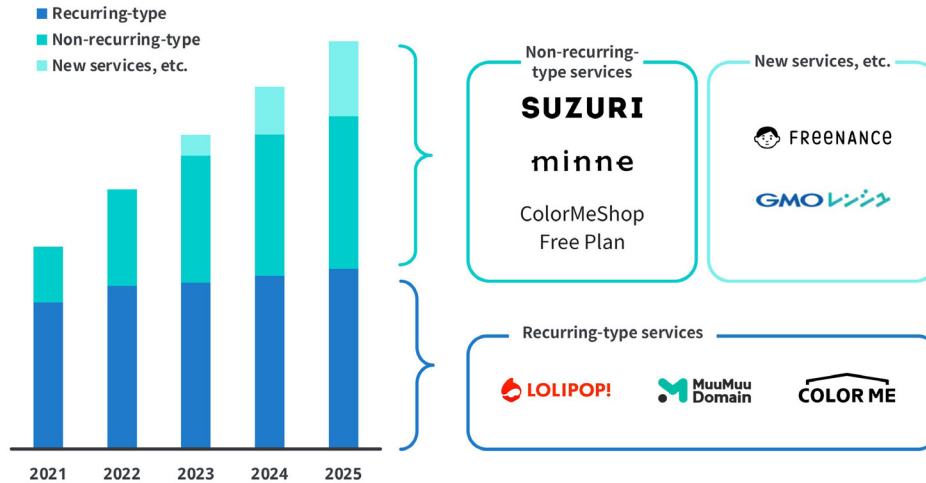 Recurring-type
Non-recurring-type
New services, etc.
2021
2022
2023
2024
2025
Non-recurring-
type services
SUZURI
minne
ColorMeShop
Free Plan
New services, etc.
FREENANCE
GMOレンシュ
Recurring-type services
LOLIPOP!
MuuMuu
Domain
COLOR ME